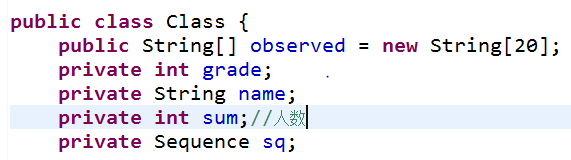 public class Class {
public String[] observed = new String[20];
private int grade;
private String name;
private int sum;//人数
private Sequence sq;